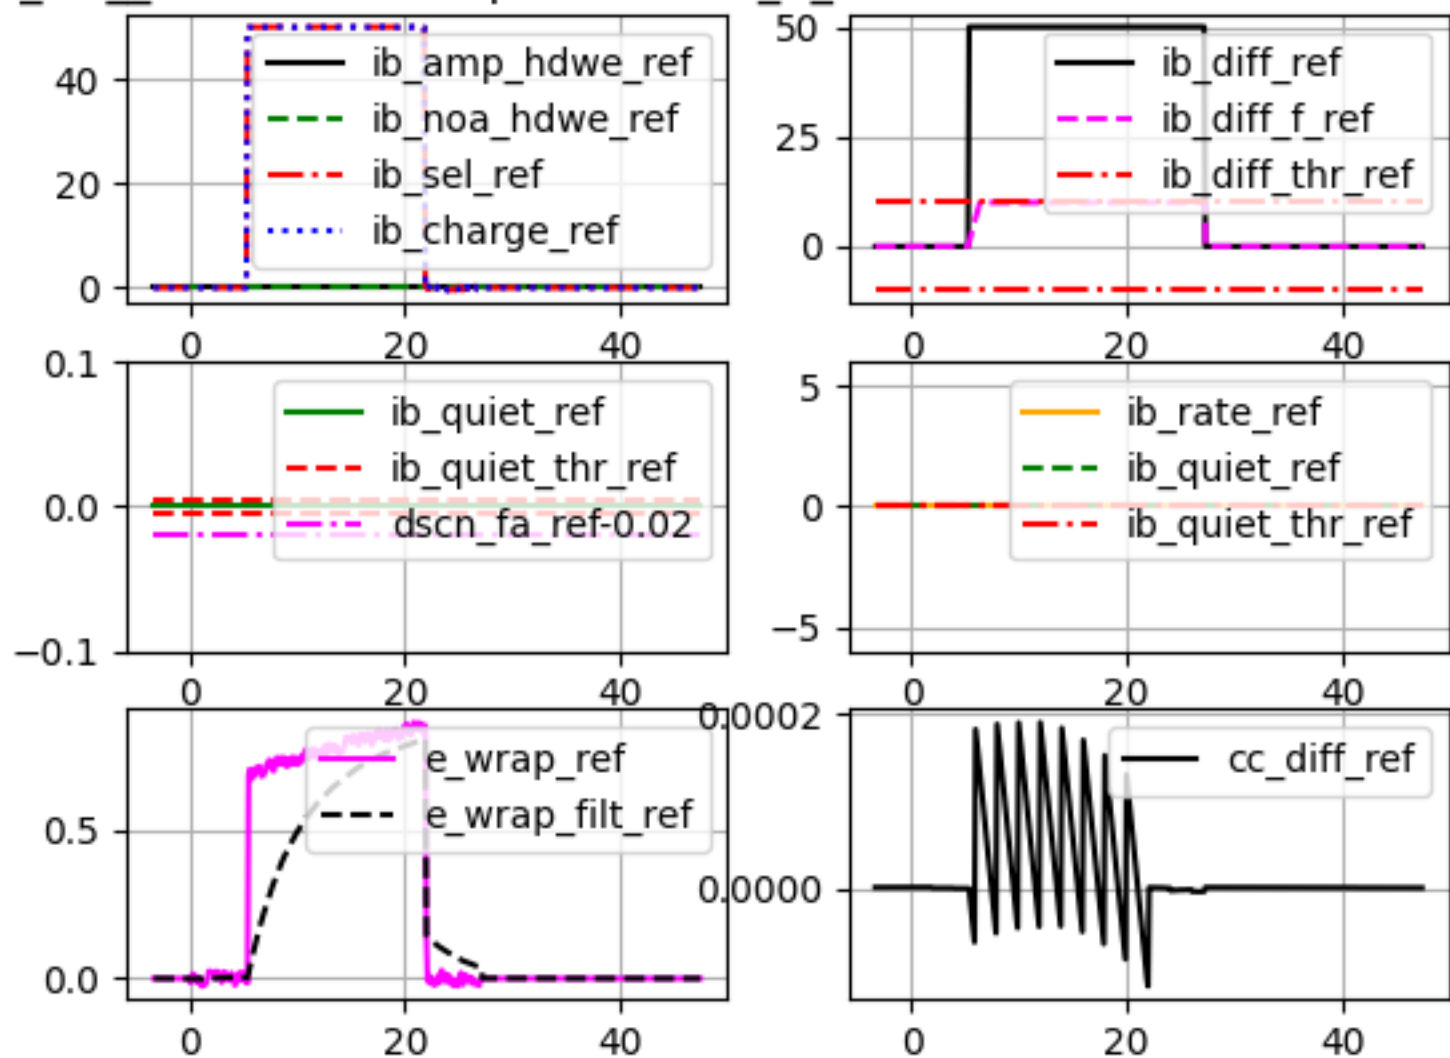 40
20
0
ib_amp_hdwe_ref
ib_noa_hdwe_ref
ib_sel_ref
ib_charge_ref
0 20 40
50
25
0
ib_diff_ref
ib_diff_f_ref
ib_diff_thr_ref
0 20 40
0.1
0.0
−0.1
ib_quiet_ref
ib_quiet_thr_ref
dscn_fa_ref-0.02
0 20 40
5
0
−5
ib_rate_ref
ib_quiet_ref
ib_quiet_thr_ref
0 20 40
0.5
0.0
e_wrap_ref
e_wrap_filt_ref
0 20 40
0.0002
0.0000
cc_diff_ref
0 20 40